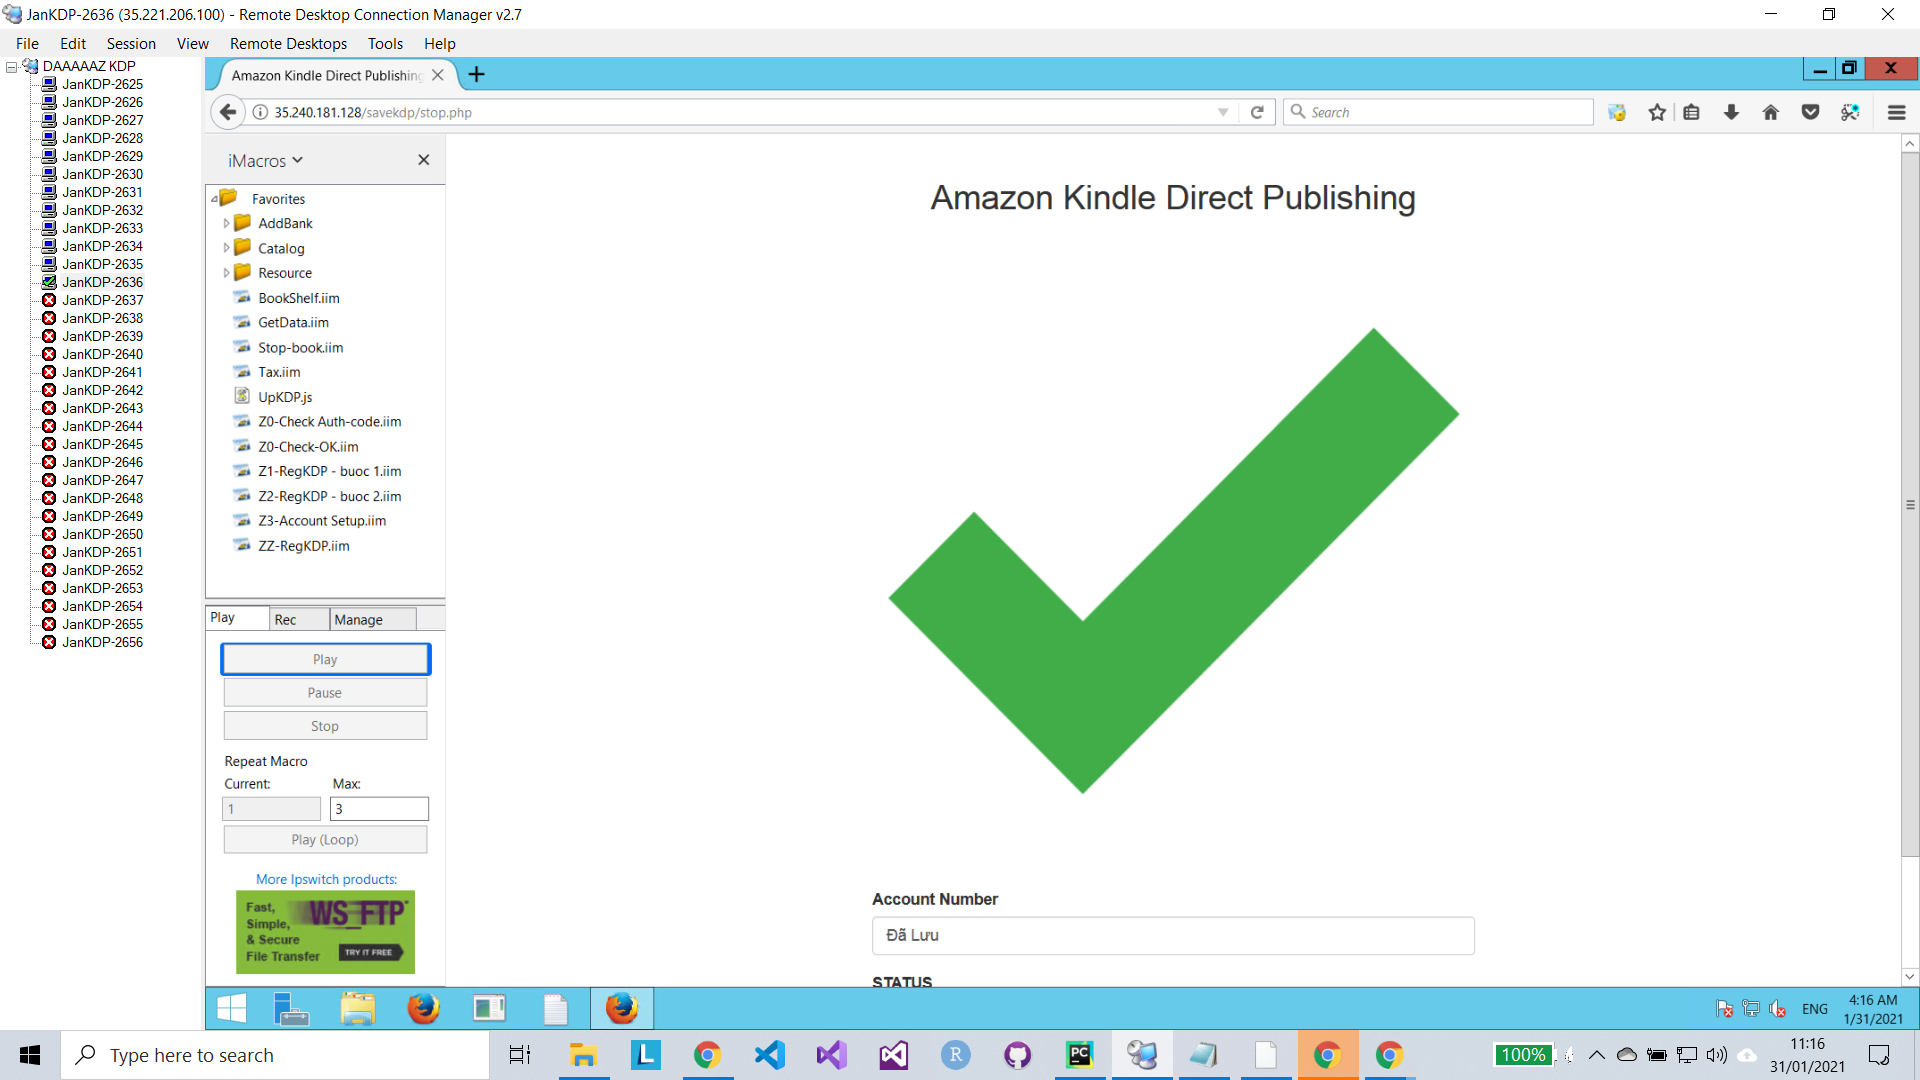 JanKDP-2636 (35.221.206.100) - Remote Desktop Connection Manager v2.7
File Edit Session View Remote Desktops Tools Help
DAAAAAZ KDP
JanKDP-2625
JanKDP-2626
JanKDP-2627
JanKDP-2628
JanKDP-2629
JanKDP-2630
JanKDP-2631
JanKDP-2632
JanKDP-2633
JanKDP-2634
JanKDP-2635
JanKDP-2636
JanKDP-2637
JanKDP-2638
JanKDP-2639
JanKDP-2640
JanKDP-2641
JanKDP-2642
JanKDP-2643
JanKDP-2644
JanKDP-2645
JanKDP-2646
JanKDP-2647
JanKDP-2648
JanKDP-2649
JanKDP-2650
JanKDP-2651
JanKDP-2652
JanKDP-2653
JanKDP-2654
JanKDP-2655
JanKDP-2656
Amazon Kindle Direct Publishing
35.240.181.128/savekdp/stop.php
Search
iMacros
Favorites
AddBank
Catalog
Resource
BookShelf.iim
GetData.iim
Stop-book.iim
Tax.iim
UpKDP.js
Z0-Check Auth-code.iim
Z0-Check-OK.iim
Z1-RegKDP - buoc 1.iim
Z2-RegKDP - buoc 2.iim
Z3-Account Setup.iim
ZZ-RegKDP.iim
Play Rec Manage
Play
Pause
Stop
Repeat Macro
Current: Max:
1 3
Play (Loop)
More Ipswitch products:
Fast,
Simple,
& Secure
File Transfer
WS_FTP
TRY IT FREE
Amazon Kindle Direct Publishing
Account Number
Đã Lưu
STATUS
ENG
4:16 AM
1/31/2021
Type here to search
L
R
PC
100%
11:16
31/01/2021